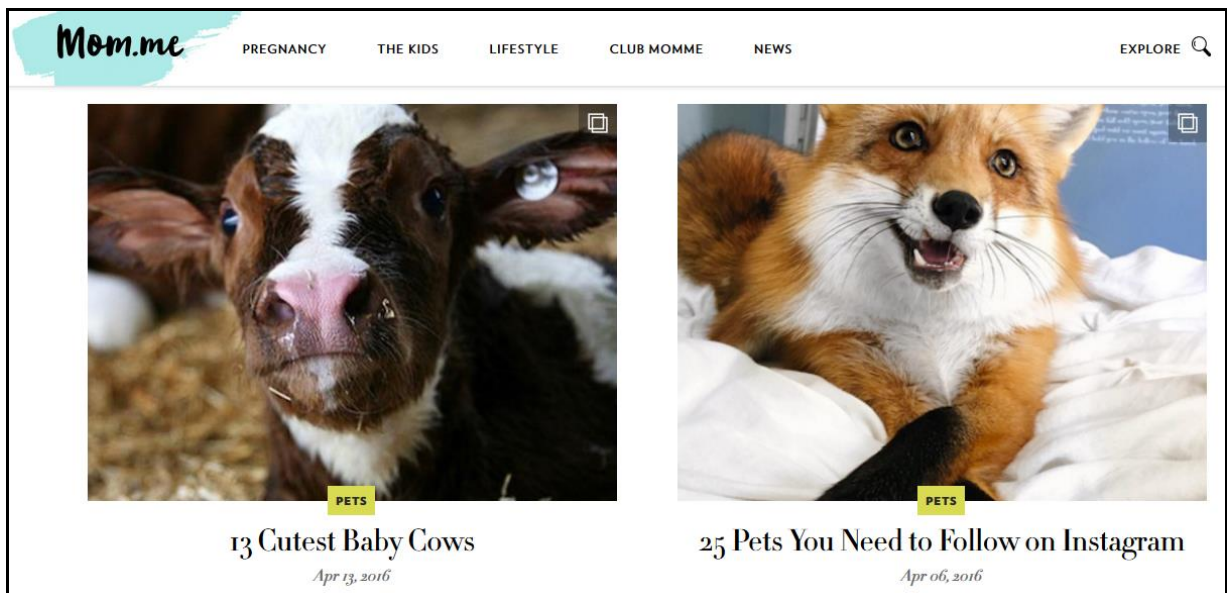 Mom.me
PREGNANCY THE KIDS LIFESTYLE CLUB MOMME NEWS EXPLORE
PETS
13 Cutest Baby Cows
Apr 13, 2016
PETS
25 Pets You Need to Follow on Instagram
Apr 06, 2016